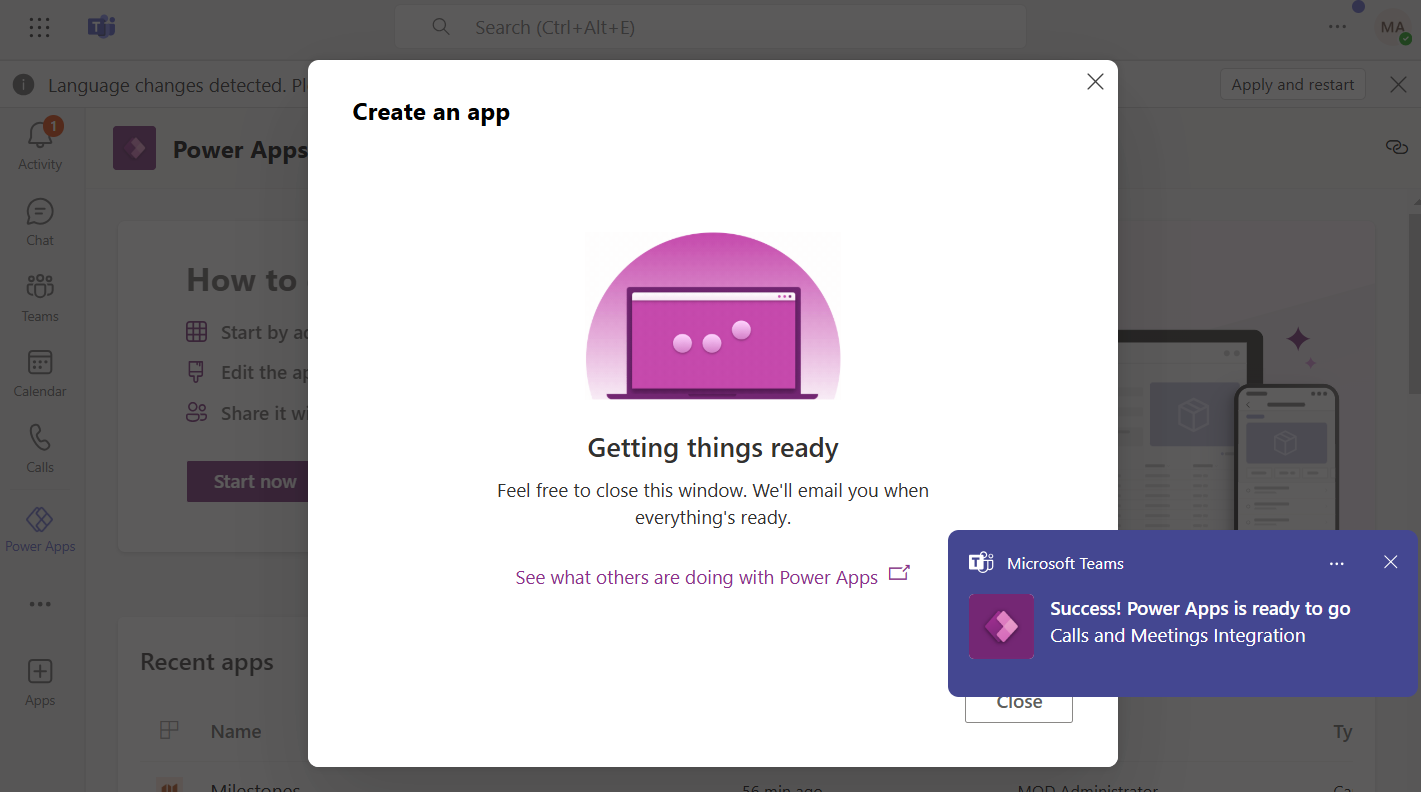 Search (Ctrl+Alt+E)
MA
Language changes detected. Pl
Apply and restart
1
Activity
Chat
Teams
Calendar
Calls
Power Apps
Apps
Power Apps
How to
Start by ad
Edit the ap
Share it wi
Start now
Recent apps
Name
Ty
Milestones
56 min ago
MOD Administrator
Ca
Create an app
Getting things ready
Feel free to close this window. We'll email you when
everything's ready.
See what others are doing with Power Apps
Close
Microsoft Teams
Success! Power Apps is ready to go
Calls and Meetings Integration